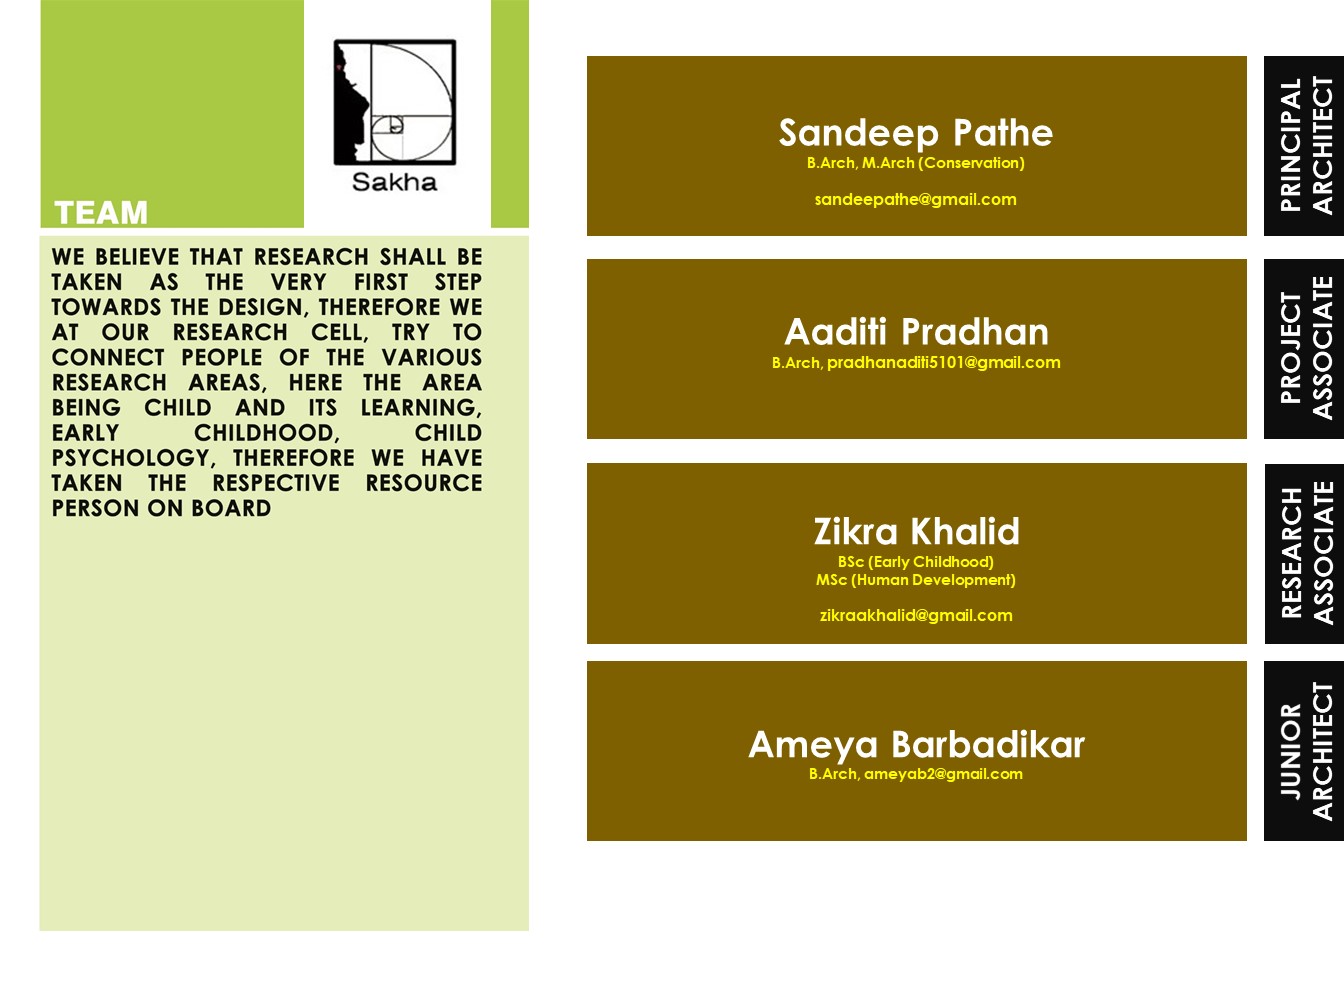 TEAM
Sakha
WE BELIEVE THAT RESEARCH SHALL BE
TAKEN AS THE VERY FIRST STEP
TOWARDS THE DESIGN, THEREFORE WE
AT OUR RESEARCH CELL, TRY TO
CONNECT PEOPLE OF THE VARIOUS
RESEARCH AREAS, HERE THE AREA
BEING CHILD AND ITS LEARNING,
EARLY CHILDHOOD, CHILD
PSYCHOLOGY, THEREFORE WE HAVE
TAKEN THE RESPECTIVE RESOURCE
PERSON ON BOARD
Sandeep Pathe
B.Arch, M.Arch (Conservation)
sandeepathe@gmail.com
PRINCIPAL
ARCHITECT
Aaditi Pradhan
B.Arch, pradhanaditi5101@gmail.com
PROJECT
ASSOCIATE
Zikra Khalid
BSc (Early Childhood)
MSc (Human Development)
zikraakhalid@gmail.com
RESEARCH
ASSOCIATE
Ameya Barbadikar
B.Arch, ameyab2@gmail.com
JUNIOR
ARCHITECT